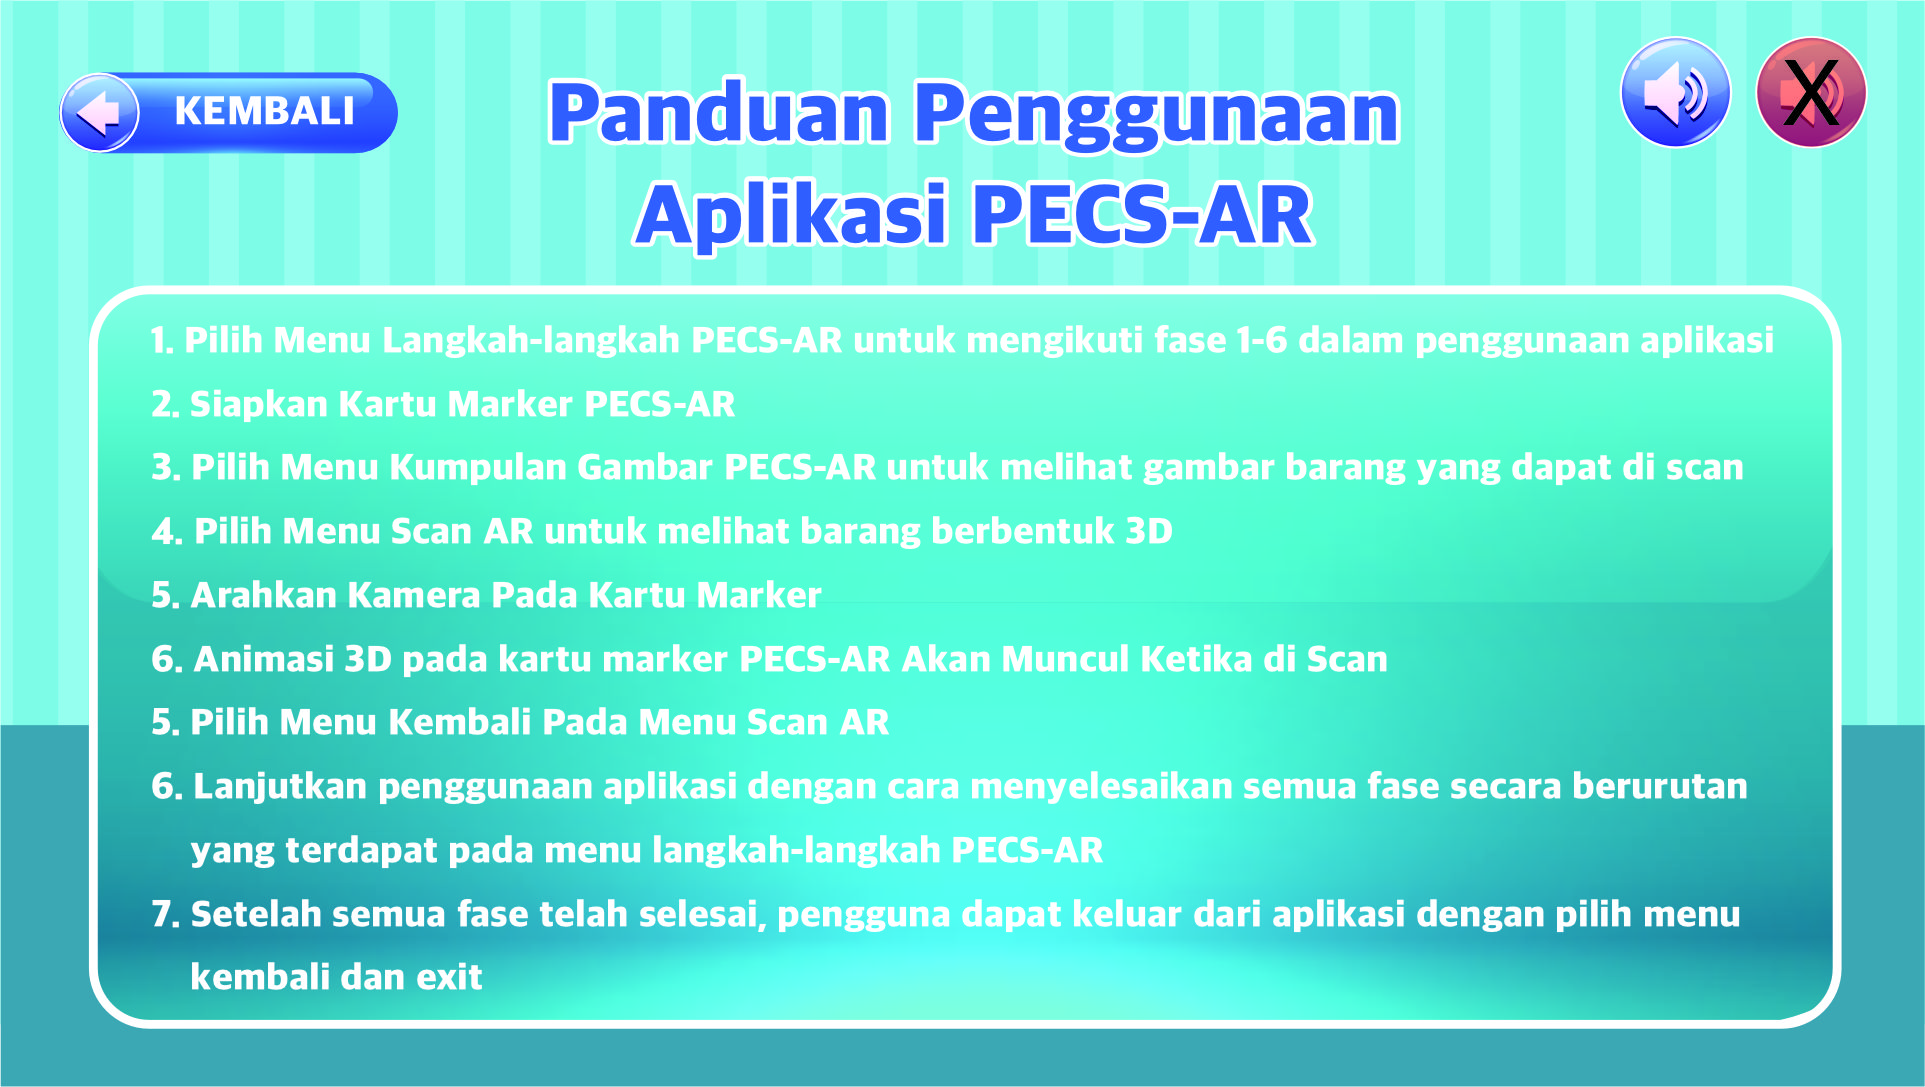 KEMBALI
Panduan Penggunaan
Aplikasi PECS-AR
X
1. Pilih Menu Langkah-langkah PECS-AR untuk mengikuti fase 1-6 dalam penggunaan aplikasi
2. Siapkan Kartu Marker PECS-AR
3. Pilih Menu Kumpulan Gambar PECS-AR untuk melihat gambar barang yang dapat di scan
4. Pilih Menu Scan AR untuk melihat barang berbentuk 3D
5. Arahkan Kamera Pada Kartu Marker
6. Animasi 3D pada kartu marker PECS-AR Akan Muncul Ketika di Scan
5. Pilih Menu Kembali Pada Menu Scan AR
6. Lanjutkan penggunaan aplikasi dengan cara menyelesaikan semua fase secara berurutan
yang terdapat pada menu langkah-langkah PECS-AR
7. Setelah semua fase telah selesai, pengguna dapat keluar dari aplikasi dengan pilih menu
kembali dan exit